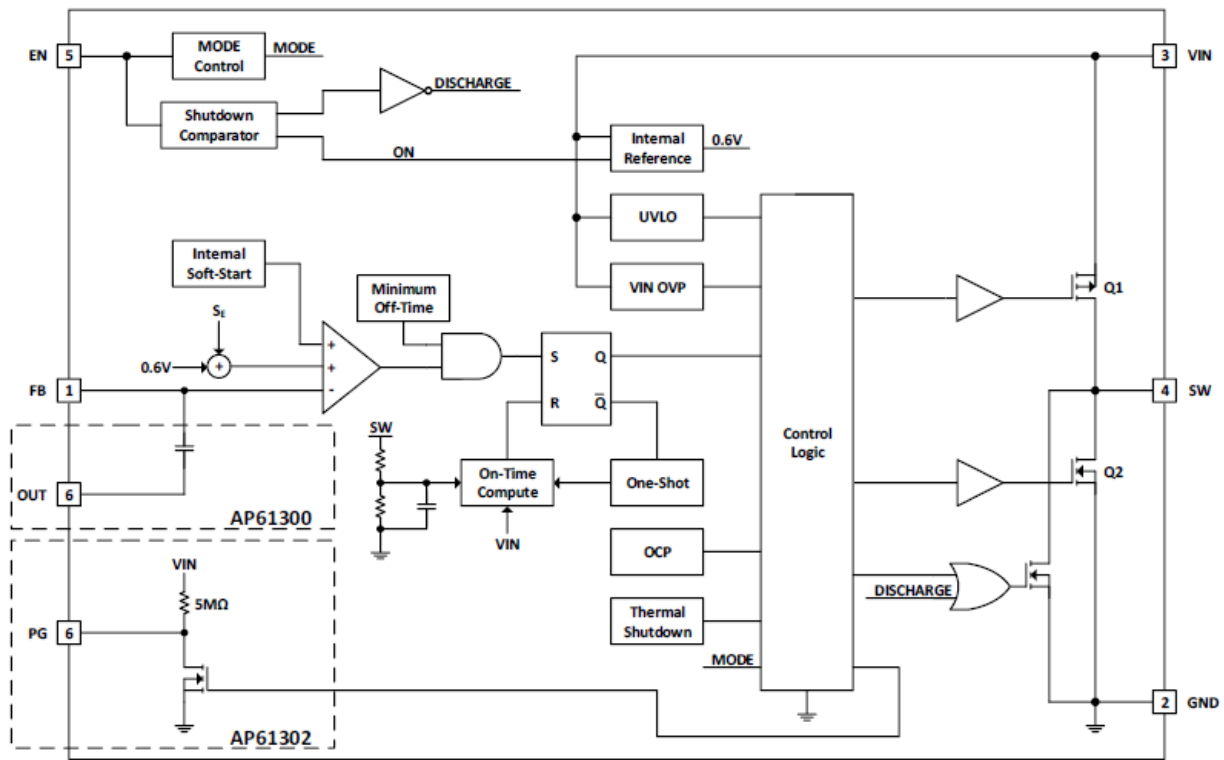 EN
5
MODE
Control
MODE
3
VIN
DISCHARGE
Shutdown
Comparator
ON
Internal
Reference
0.6V
UVLO
Internal
Soft-Start
VIN OVP
Minimum
Off-Time
Q1
SE
0.6V
+
+
+
-
S
Q
R
Q
FB
1
4
SW
SW
Control
Logic
On-Time
Compute
One-Shot
Q2
OUT
6
AP61300
VIN
OCP
VIN
5MΩ
DISCHARGE
Thermal
Shutdown
PG
6
MODE
2
GND
AP61302